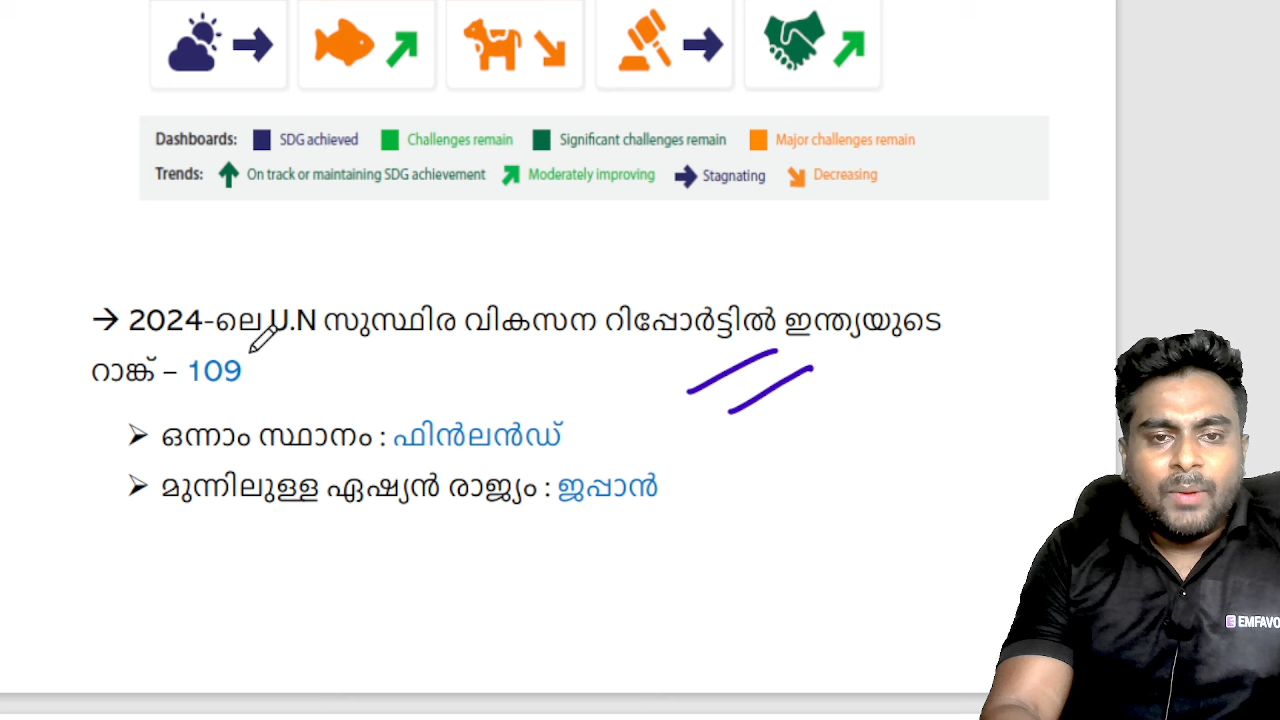 Dashboards: SDG achieved Challenges remain Significant challenges remain Major challenges remain
Trends: On track or maintaining SDG achievement Moderately improving Stagnating Decreasing
→ 2024-ലെ U.N സുസ്ഥിര വികസന റിപ്പോർട്ടിൽ ഇന്ത്യയുടെ
റാങ്ക് – 109
➢ ഒന്നാം സ്ഥാനം : ഫിൻലൻഡ്
➢ മുന്നിലുള്ള ഏഷ്യൻ രാജ്യം : ജപ്പാൻ
EMFAVO